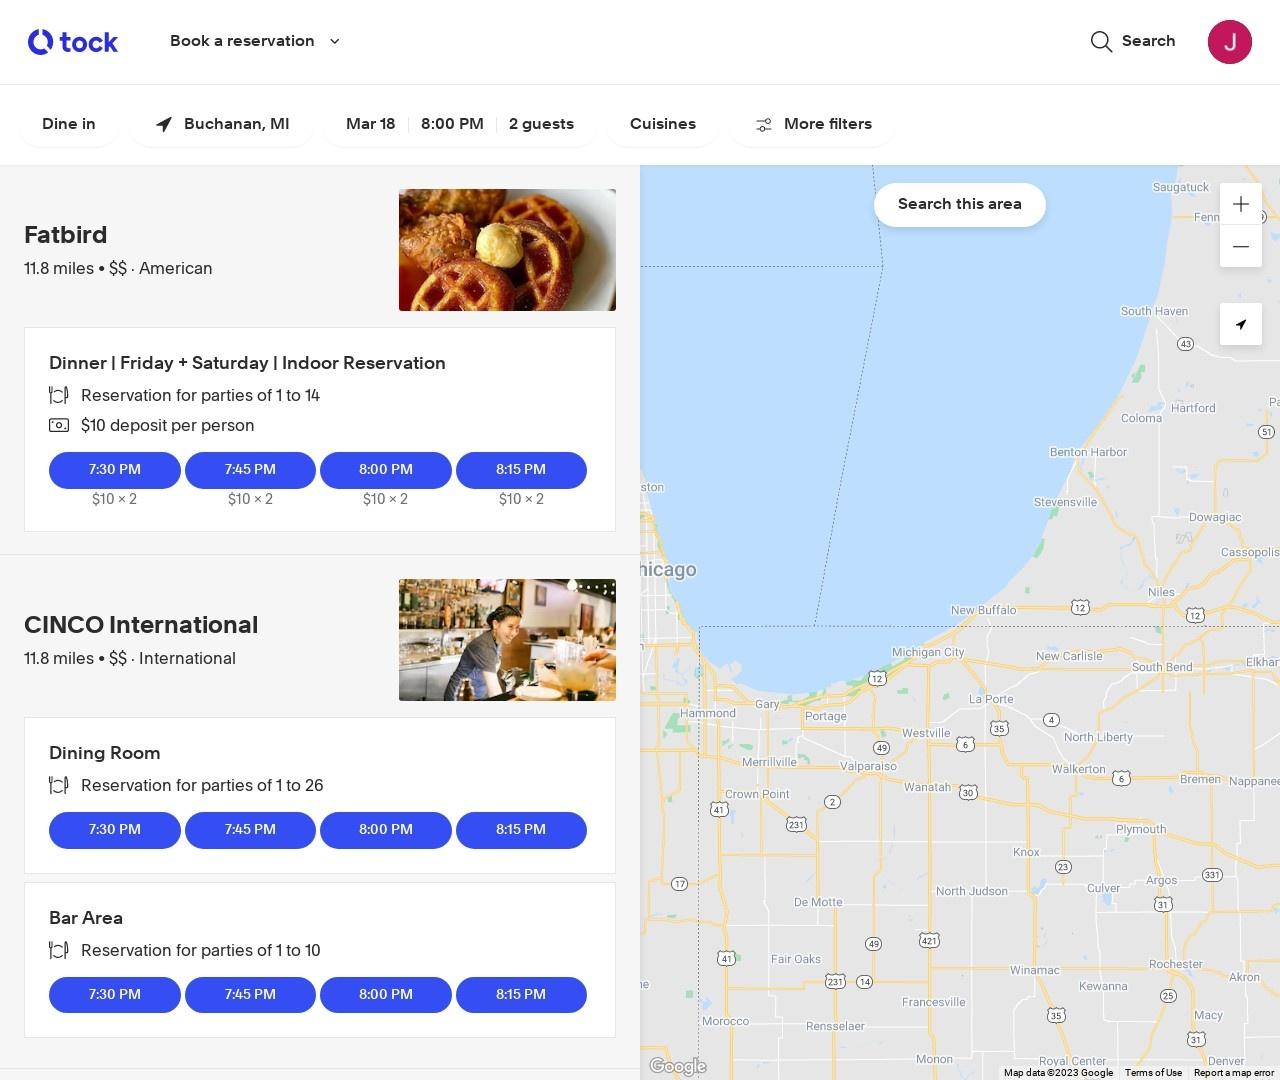 tock
Book a reservation
Search
J
Dine in
Buchanan, MI
Mar 18
8:00 PM
2 guests
Cuisines
More filters
Fatbird
11.8 miles • $$ · American
Dinner | Friday + Saturday | Indoor Reservation
Reservation for parties of 1 to 14
$10 deposit per person
7:30 PM
7:45 PM
8:00 PM
8:15 PM
$10 × 2
$10 × 2
$10 × 2
$10 × 2
CINCO International
11.8 miles • $$ · International
Dining Room
Reservation for parties of 1 to 26
7:30 PM
7:45 PM
8:00 PM
8:15 PM
Bar Area
Reservation for parties of 1 to 10
7:30 PM
7:45 PM
8:00 PM
8:15 PM
Search this area
Saugatuck
Fenn
South Haven
43
Hartford
Coloma
Pa
51
Benton Harbor
ston
Stevensville
Dowagiac
Cassopolis
hicago
Niles
New Buffalo
12
12
Michigan City
New Carlisle
South Bend
Elkhar
12
La Porte
Gary
Hammond
Portage
4
35
Westville
North Liberty
49
6
Merrillville
Valparaiso
Walkerton
6
Bremen
Nappanee
Wanatah
30
Crown Point
2
41
231
Plymouth
Knox
23
331
17
Argos
Culver
North Judson
De Motte
31
49
421
41
Fair Oaks
Rochester
Winamac
Akron
ne
231
14
Kewanna
25
Francesville
35
Macy
Morocco
Rensselaer
31
Monon
Royal Center
Denver
Google
Map data ©2023 Google
Terms of Use
Report a map error